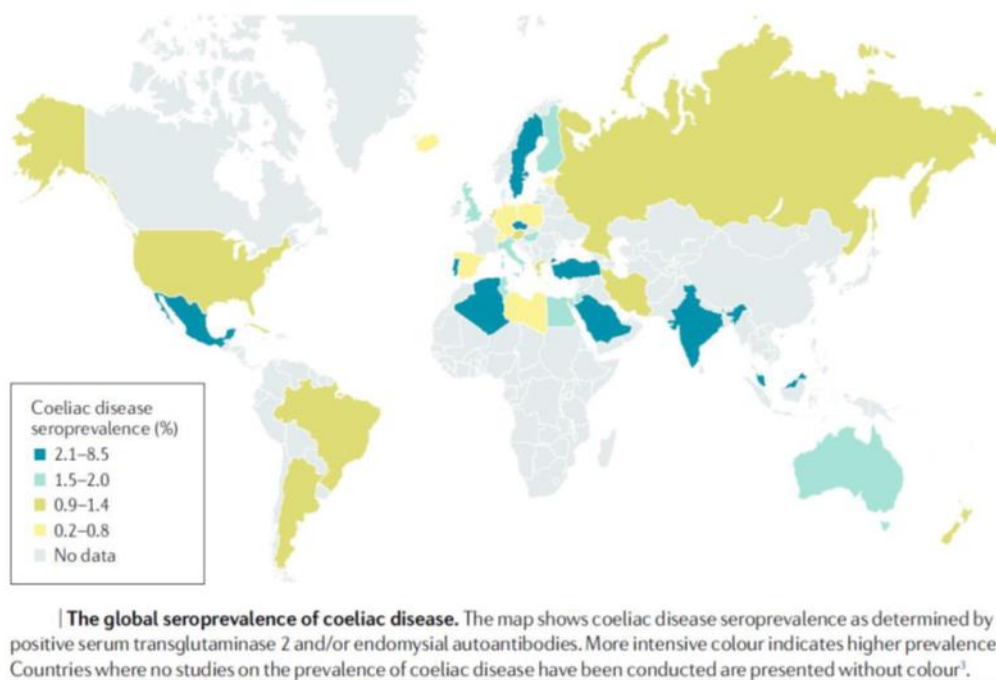 Coeliac disease
seroprevalence (%)
2.1–8.5
1.5–2.0
0.9–1.4
0.2–0.8
No data
| The global seroprevalence of coeliac disease. The map shows coeliac disease seroprevalence as determined by
positive serum transglutaminase 2 and/or endomysial autoantibodies. More intensive colour indicates higher prevalence
Countries where no studies on the prevalence of coeliac disease have been conducted are presented without colour³.